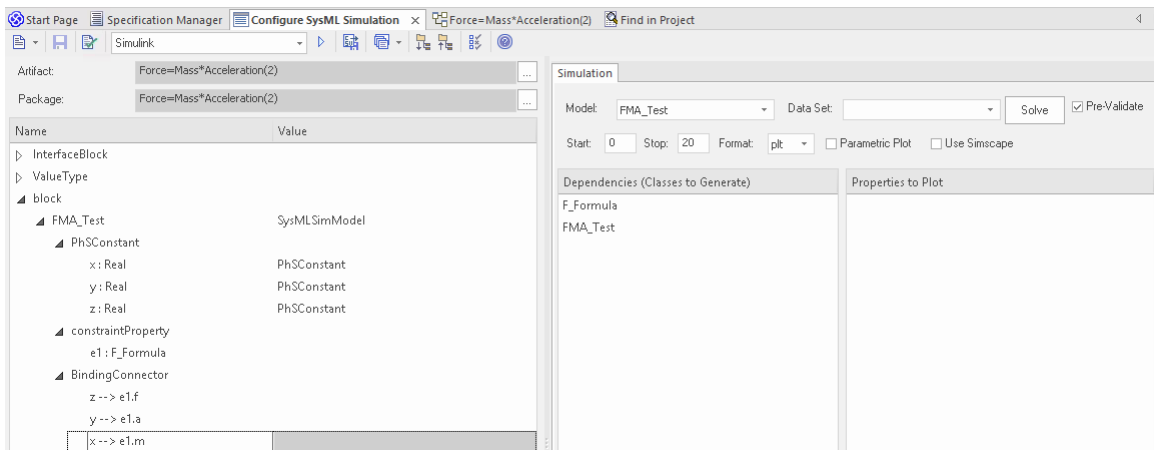 Start Page Specification Manager Configure SysML Simulation × Force=Mass*Acceleration(2) Find in Project
Simulink
Artifact: Force=Mass*Acceleration(2) ...
Package: Force=Mass*Acceleration(2) ...
Name Value
InterfaceBlock
ValueType
block
FMA_Test SysMLSimModel
PhSConstant
x : Real PhSConstant
y : Real PhSConstant
z : Real PhSConstant
constraintProperty
e1 : F_Formula
BindingConnector
z --> e1.f
y --> e1.a
x --> e1.m
Simulation
Model: FMA_Test Data Set: Solve Pre-Validate
Start: 0 Stop: 20 Format: plt Parametric Plot Use Simscape
Dependencies (Classes to Generate) Properties to Plot
F_Formula
FMA_Test